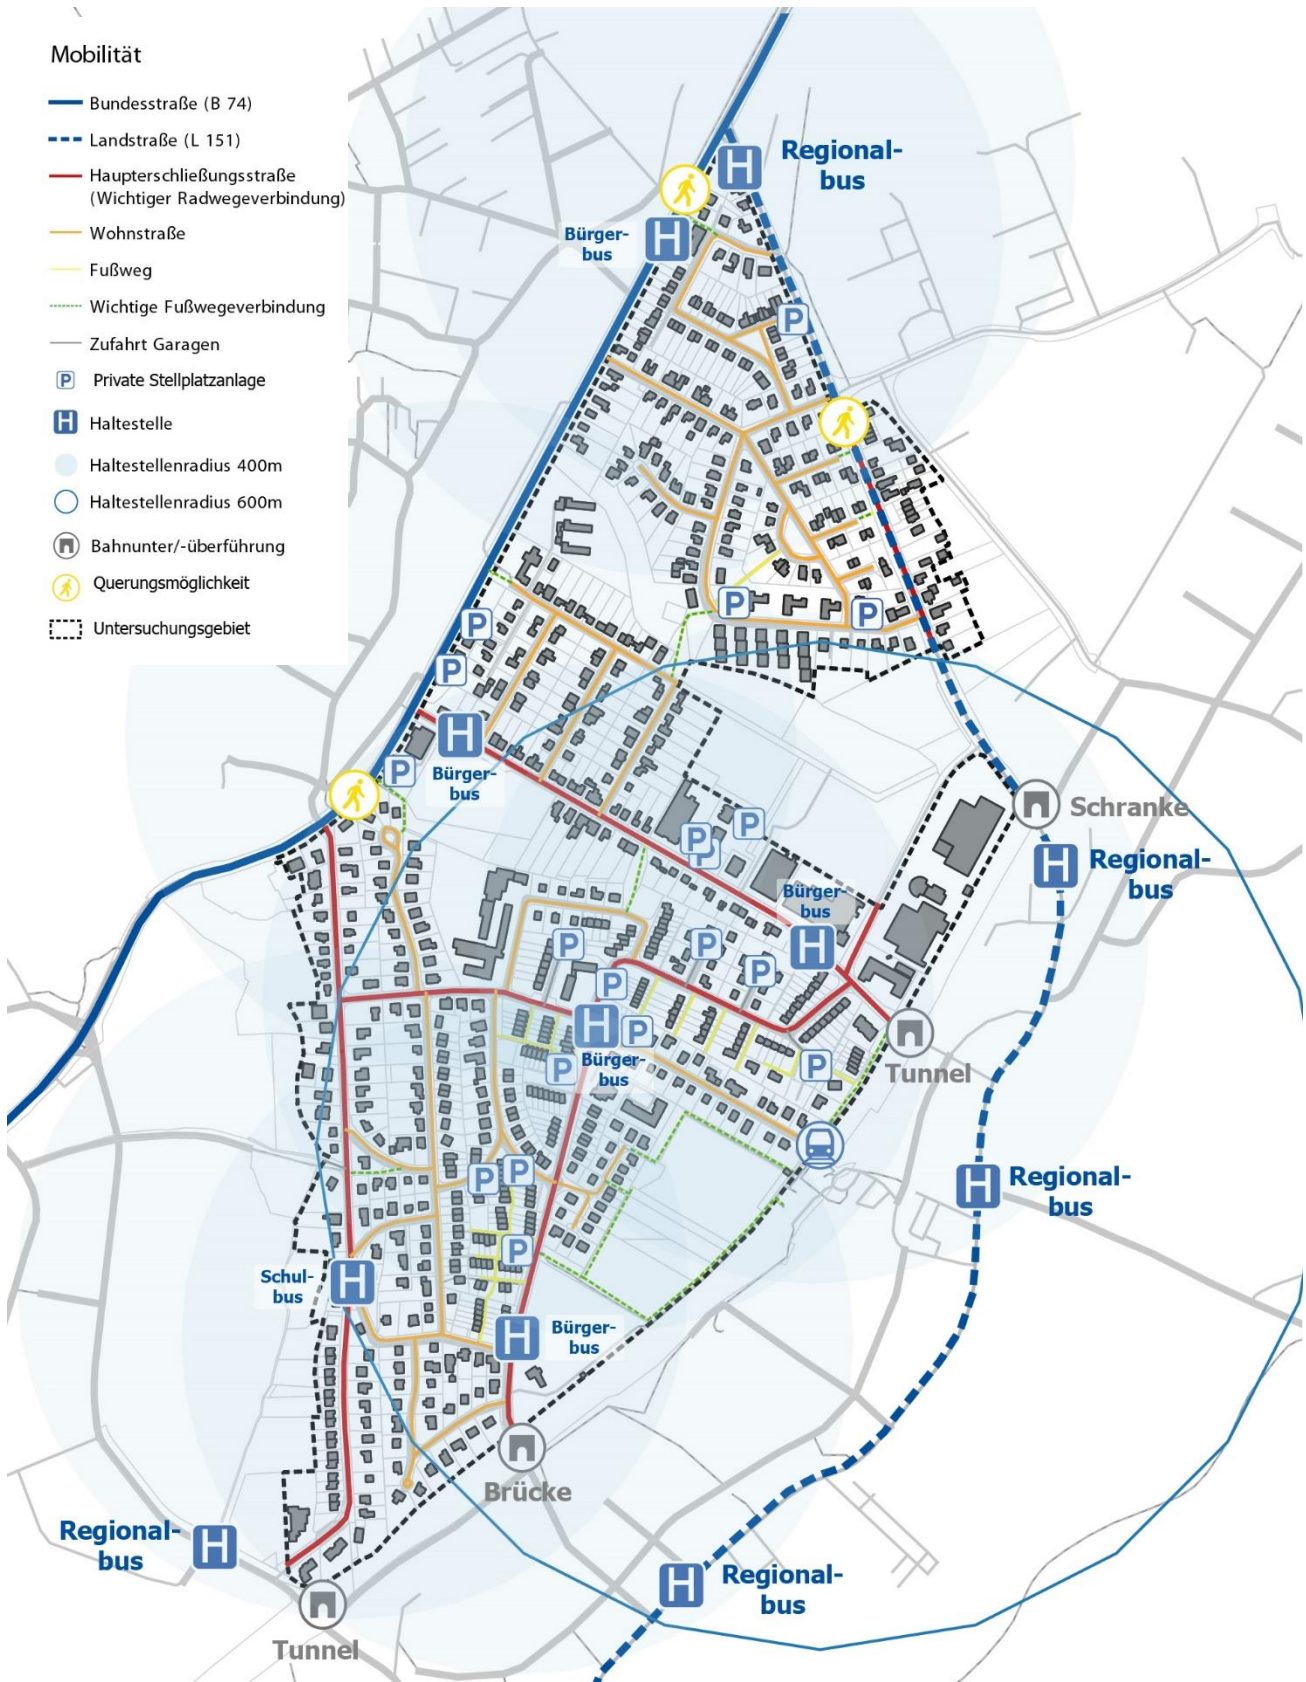 Mobilität
Bundesstraße (B 74)
Landstraße (L 151)
Haupterschließungsstraße
(Wichtiger Radwegeverbindung)
Wohnstraße
Fußweg
Wichtige Fußwegeverbindung
Zufahrt Garagen
P Private Stellplatzanlage
H Haltestelle
Haltestellenradius 400m
Haltestellenradius 600m
Bahnunter/-überführung
Querungsmöglichkeit
Untersuchungsgebiet
H Regional-
bus
Bürger-
bus
H
P
P
P
P
P
H
Bürger-
bus
P
P
P
P
Schranke
H Regional-
bus
Bürger-
bus
H
P
P
P
P
H
P
Bürger-
bus
P
P
Tunnel
P
P
H Regional-
bus
P
Schul-
bus
H
H Bürger-
bus
Brücke
Regional-
bus
H
H Regional-
bus
Tunnel